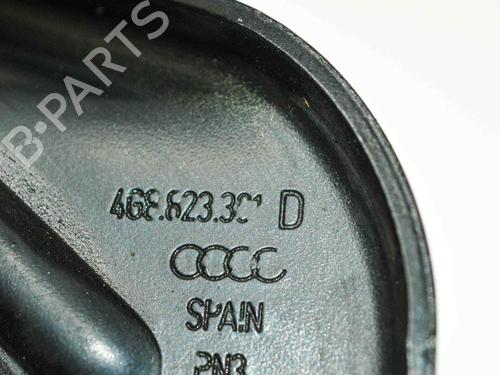 B·PARTS
4G8.823.301 D
SPAIN
PN3